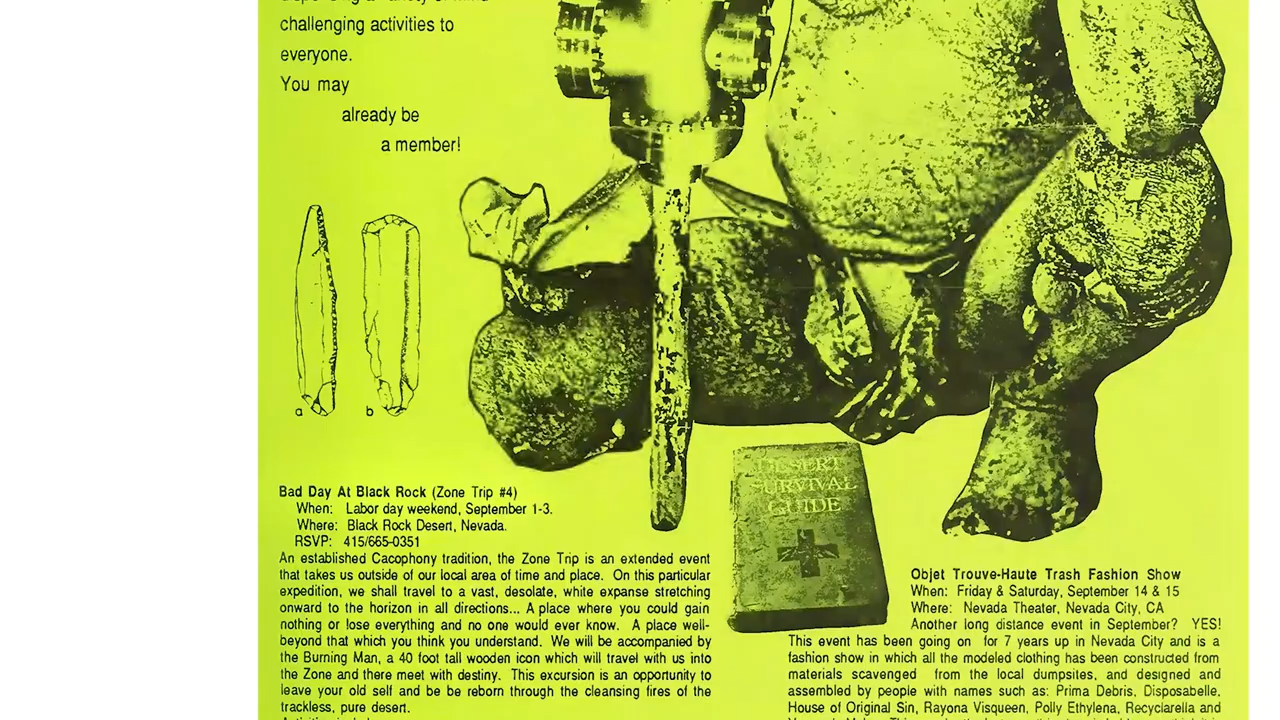 challenging activities to
everyone.
You may
already be
a member!
a
b
DESERT
SURVIVAL
GUIDE
Bad Day At Black Rock (Zone Trip #4)
When: Labor day weekend, September 1-3.
Where: Black Rock Desert, Nevada.
RSVP: 415/665-0351
An established Cacophony tradition, the Zone Trip is an extended event
that takes us outside of our local area of time and place. On this particular
expedition, we shall travel to a vast, desolate, white expanse stretching
onward to the horizon in all directions... A place where you could gain
nothing or lose everything and no one would ever know. A place well-
beyond that which you think you understand. We will be accompanied by
the Burning Man, a 40 foot tall wooden icon which will travel with us into
the Zone and there meet with destiny. This excursion is an opportunity to
leave your old self and be be reborn through the cleansing fires of the
trackless, pure desert.
Objet Trouve-Haute Trash Fashion Show
When: Friday & Saturday, September 14 & 15
Where: Nevada Theater, Nevada City, CA
Another long distance event in September? YES!
This event has been going on for 7 years up in Nevada City and is a
fashion show in which all the modeled clothing has been constructed from
materials scavenged from the local dumpsites, and designed and
assembled by people with names such as: Prima Debris, Disposabelle,
House of Original Sin, Rayona Visqueen, Polly Ethylena, Recyclarella and